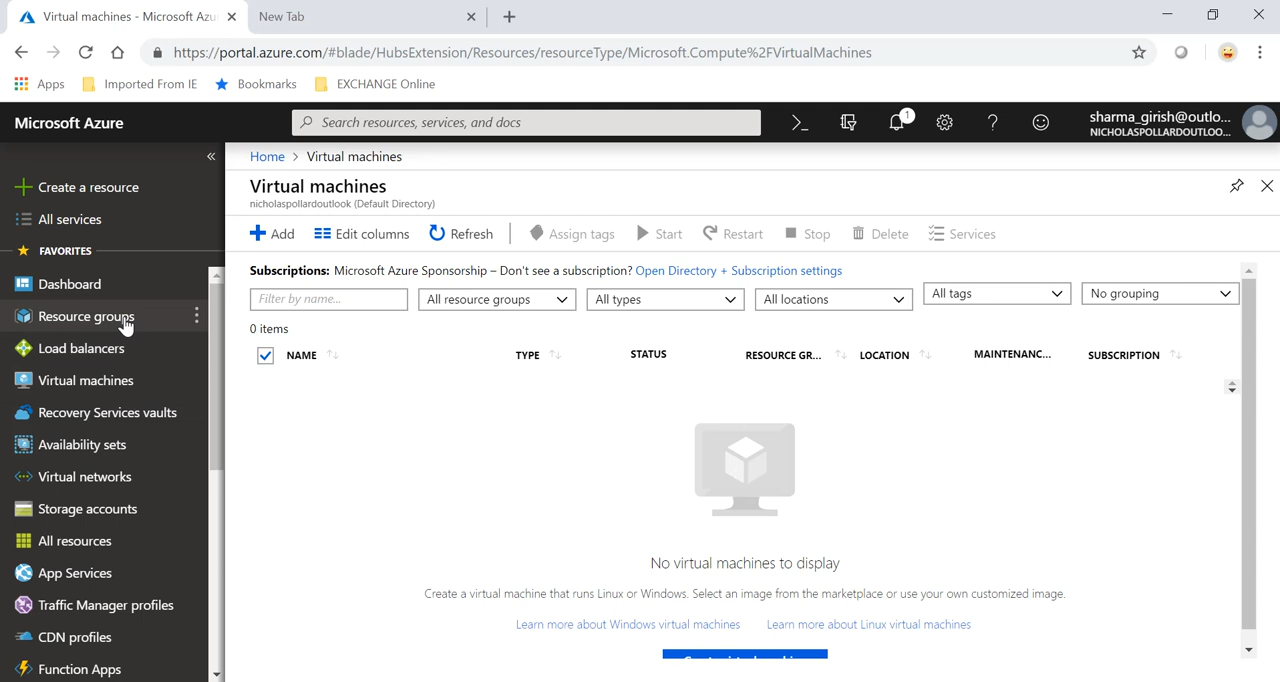 Virtual machines - Microsoft Azu
New Tab
https://portal.azure.com/#blade/HubsExtension/Resources/resourceType/Microsoft.Compute%2FVirtualMachines
Apps
Imported From IE
Bookmarks
EXCHANGE Online
Microsoft Azure
Search resources, services, and docs
1
sharma_girish@outlo...
NICHOLASPOLLARDOUTLOO...
Create a resource
All services
FAVORITES
Dashboard
Resource groups
Load balancers
Virtual machines
Recovery Services vaults
Availability sets
Virtual networks
Storage accounts
All resources
App Services
Traffic Manager profiles
CDN profiles
Function Apps
Home > Virtual machines
Virtual machines
nicholaspollardoutlook (Default Directory)
Add Edit columns Refresh Assign tags Start Restart Stop Delete Services
Subscriptions: Microsoft Azure Sponsorship – Don't see a subscription? Open Directory + Subscription settings
Filter by name... All resource groups All types All locations All tags No grouping
0 items
NAME TYPE STATUS RESOURCE GR... LOCATION MAINTENANC... SUBSCRIPTION
No virtual machines to display
Create a virtual machine that runs Linux or Windows. Select an image from the marketplace or use your own customized image.
Learn more about Windows virtual machines Learn more about Linux virtual machines